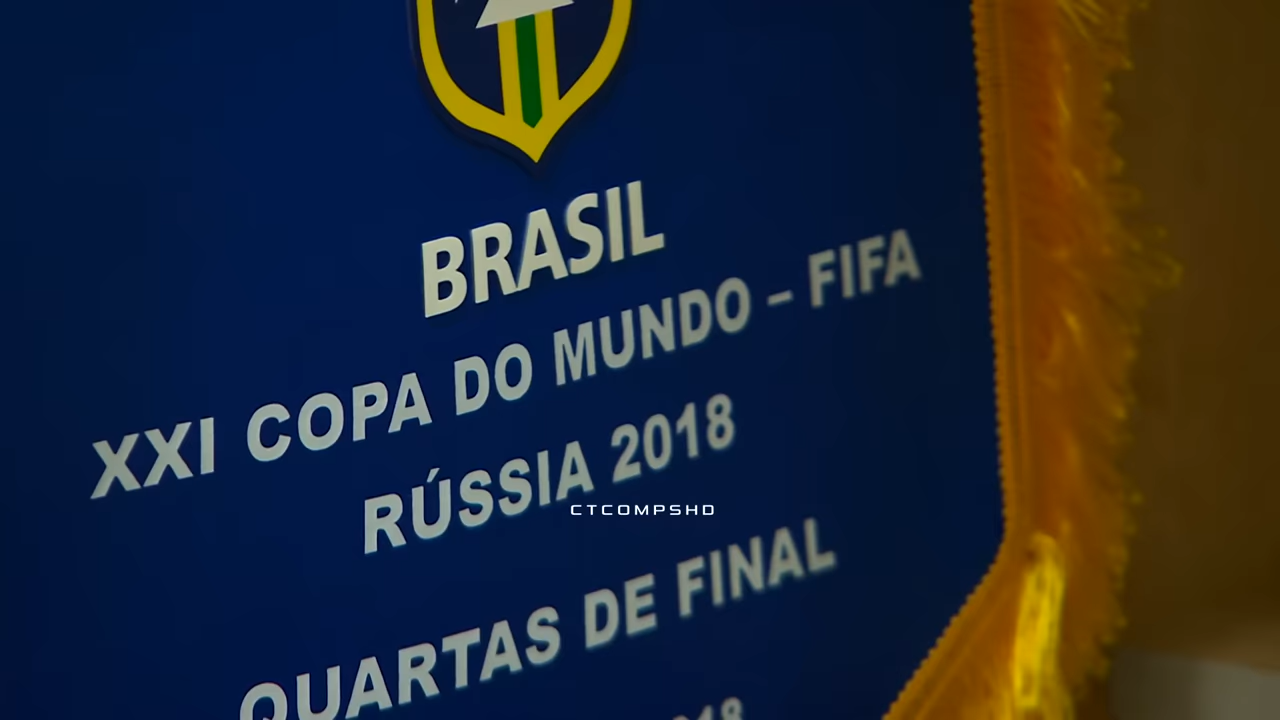 BRASIL
XXI COPA DO MUNDO – FIFA
RÚSSIA 2018
CTCOMPSHD
QUARTAS DE FINAL